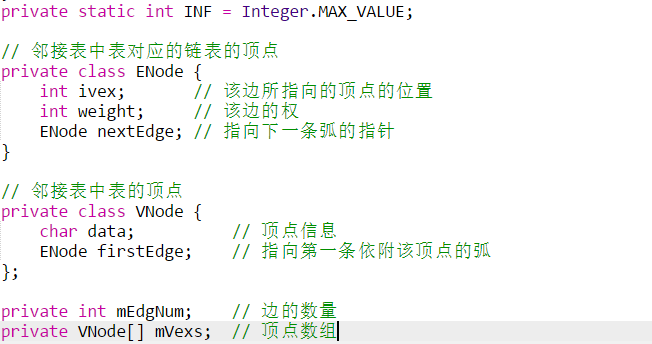 private static int INF = Integer.MAX_VALUE;
// 邻接表中表对应的链表的顶点
private class ENode {
int ivex;        // 该边所指向的顶点的位置
int weight;      // 该边的权
ENode nextEdge; // 指向下一条弧的指针
}
// 邻接表中表的顶点
private class VNode {
char data;          // 顶点信息
ENode firstEdge;    // 指向第一条依附该顶点的弧
};
private int mEdgNum;    // 边的数量
private VNode[] mVexs;  // 顶点数组